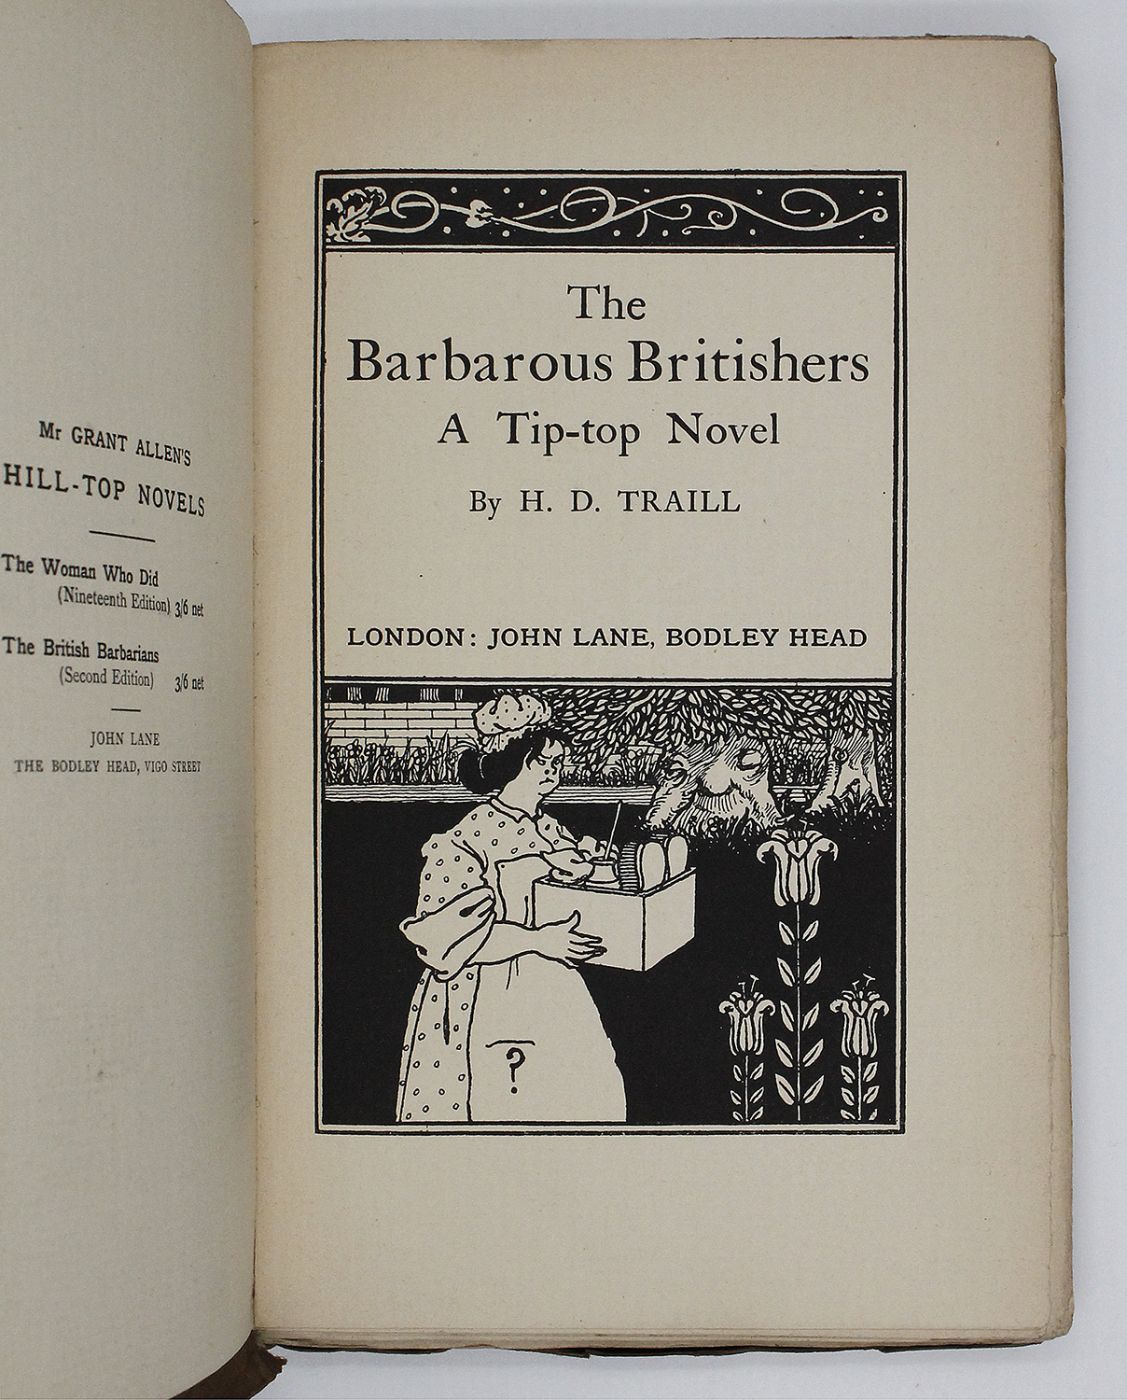 Mr GRANT ALLEN'S
HILL-TOP NOVELS
The Woman Who Did
(Nineteenth Edition) 3/6 net
The British Barbarians
(Second Edition) 3/6 net
JOHN LANE
THE BODLEY HEAD, VIGO STREET
The
Barbarous Britishers
A Tip-top Novel
By H. D. TRAILL
LONDON: JOHN LANE, BODLEY HEAD
?